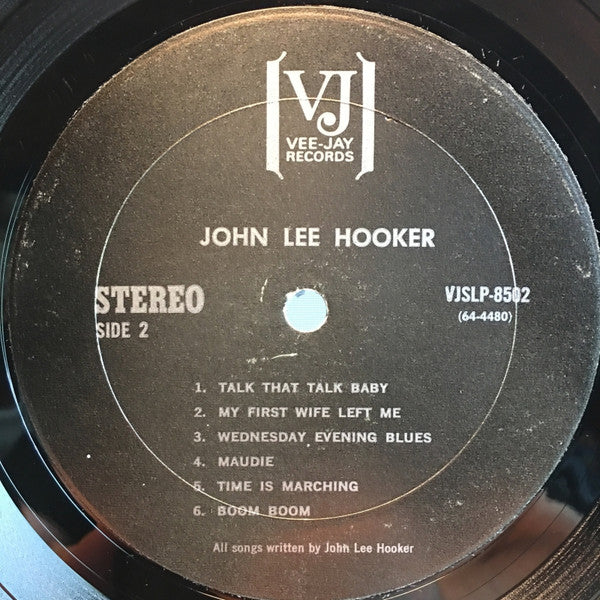 VJ
VEE-JAY
RECORDS
JOHN LEE HOOKER
STEREO
SIDE 2
VJSLP-8502
(64-4480)
1. TALK THAT TALK BABY
2. MY FIRST WIFE LEFT ME
3. WEDNESDAY EVENING BLUES
4. MAUDIE
5. TIME IS MARCHING
6. BOOM BOOM
All songs written by John Lee Hooker